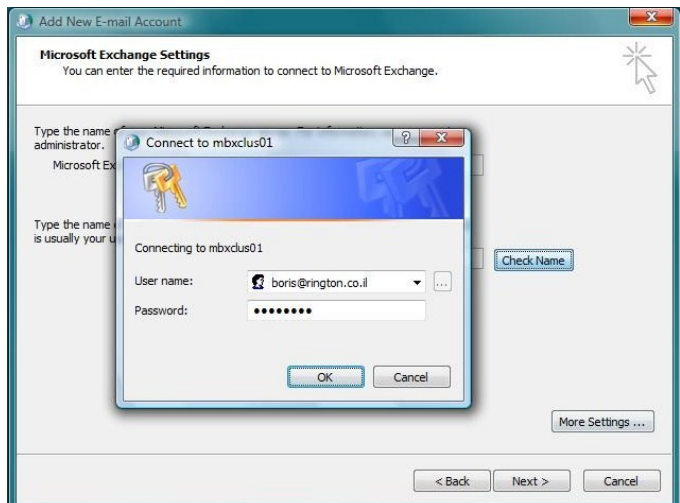 Add New E-mail Account
Microsoft Exchange Settings
You can enter the required information to connect to Microsoft Exchange.
Type the name
administrator.
Microsoft Ex
Connect to mbxclus01
Type the name
is usually your u
Check Name
Connecting to mbxclus01
User name:
boris@rington.co.il
...
Password:
••••••••
OK
Cancel
More Settings ...
< Back
Next >
Cancel